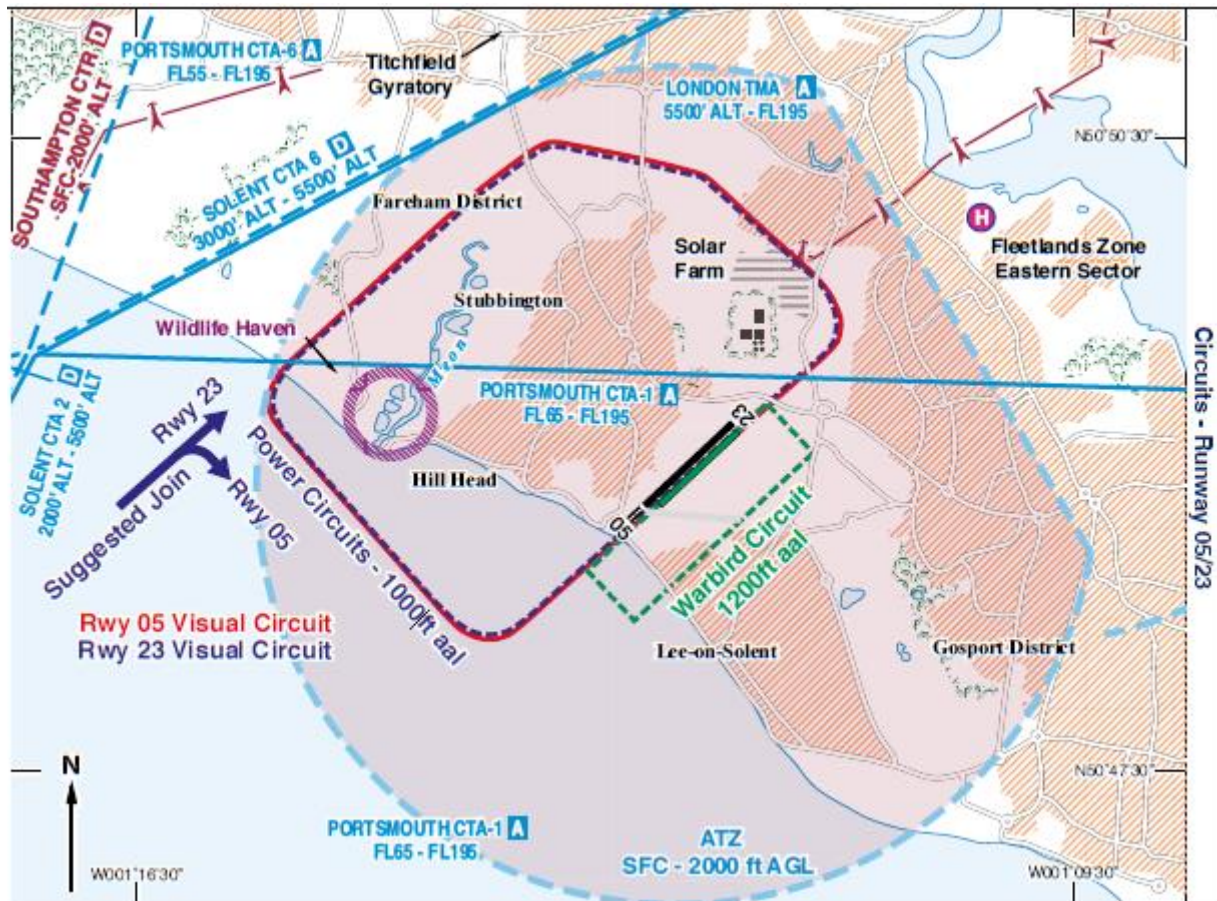 PORTSMOUTH CTA-6 A
FL55 - FL195
Titchfield
Gyratory
LONDON TMA A
5500' ALT - FL195
SOUTHAMPTON CTR D
SFC-2000' ALT
N50°50'30"
SOLENT CTA 6 D
3000' ALT - 5500' ALT
Fareham District
H
Solar
Farm
Fleetlands Zone
Eastern Sector
Stubbington
Wildlife Haven
Meon
Circuits - Runway 05/23
PORTSMOUTH CTA-1 A
FL65 - FL195
SOLENT CTA 2 D
2000' ALT - 5500' ALT
Rwy 23
23
Suggested Join
Rwy 05
Hill Head
Power Circuits - 1000ft aal
05
Warbird Circuit
1200ft aal
Rwy 05 Visual Circuit
Rwy 23 Visual Circuit
Lee-on-Solent
Gosport District
N
N50°47'30"
PORTSMOUTH CTA-1 A
FL65 - FL195
ATZ
SFC - 2000 ft AGL
W001°16'30"
W001°09'30"